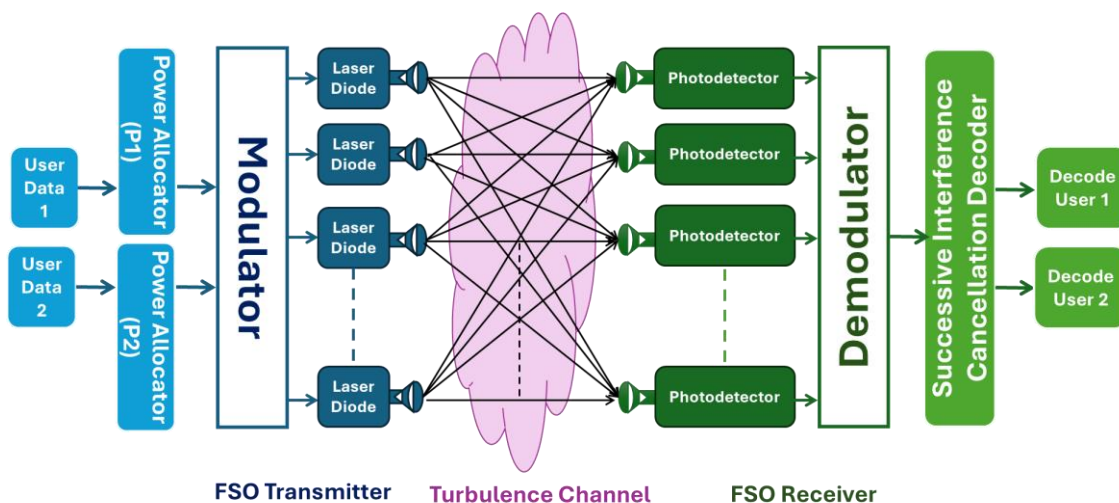 User
Data
1
User
Data
2
Power Allocator
(P1)
Power Allocator
(P2)
Modulator
Laser
Diode
Laser
Diode
Laser
Diode
Laser
Diode
Photodetector
Photodetector
Photodetector
Photodetector
Demodulator
Successive Interference
Cancellation Decoder
Decode
User 1
Decode
User 2
FSO Transmitter
Turbulence Channel
FSO Receiver